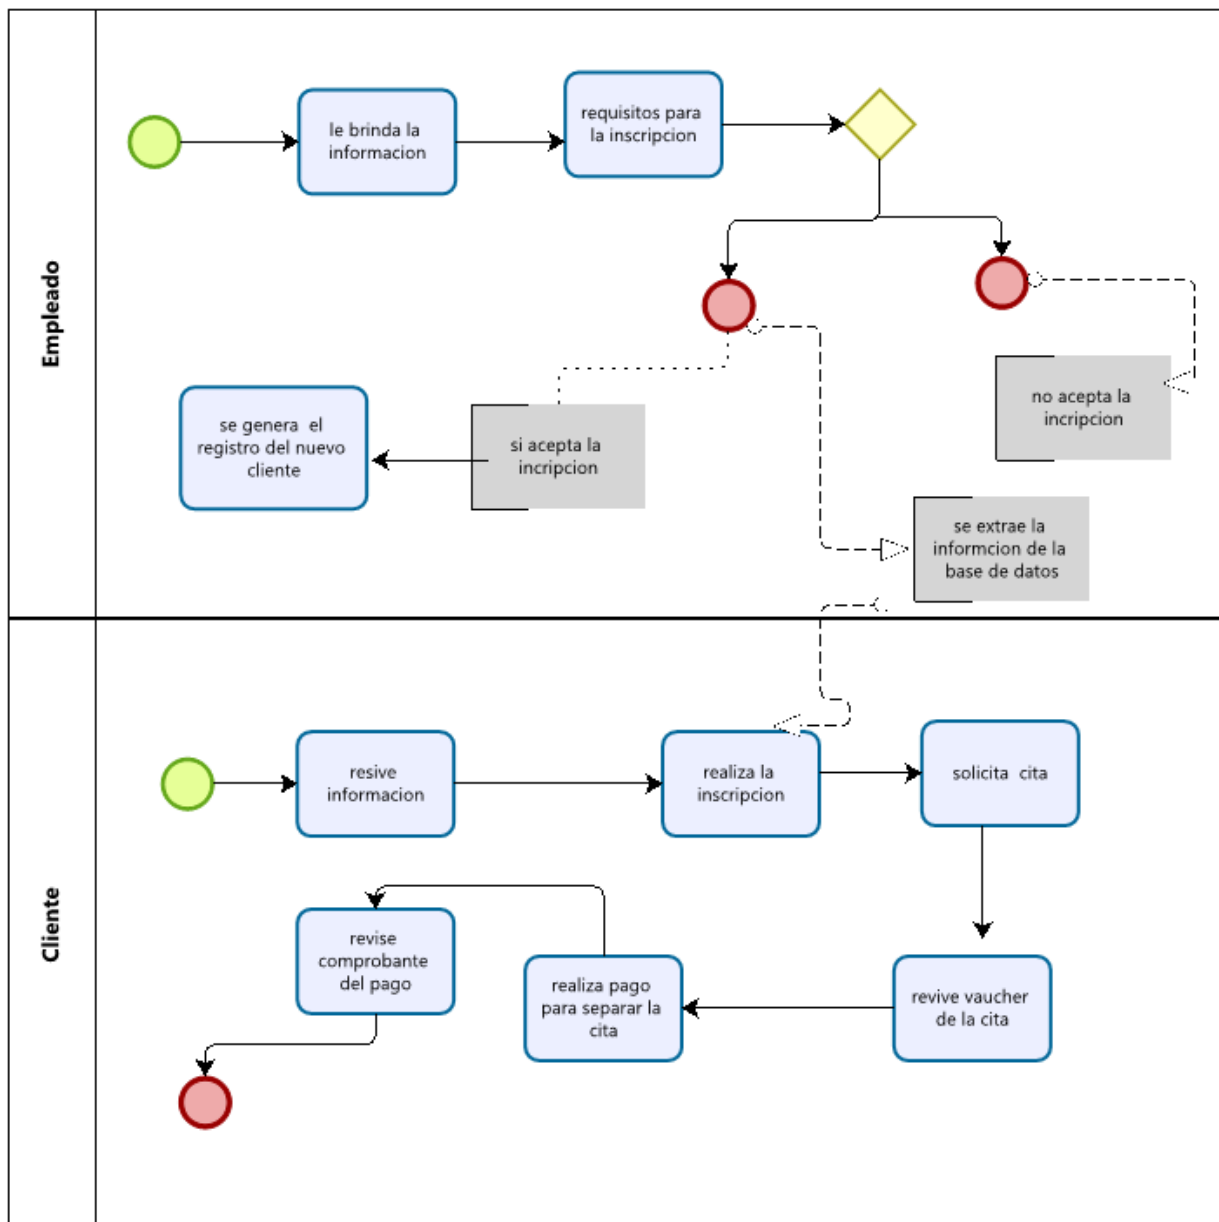 Empleado
le brinda la
informacion
requisitos para
la inscripcion
se genera  el
registro del nuevo
cliente
si acepta la
incripcion
no acepta la
incripcion
se extrae la
informcion de la
base de datos
Cliente
resive
informacion
realiza la
inscripcion
solicita  cita
revise
comprobante
del pago
realiza pago
para separar la
cita
revive vaucher
de la cita